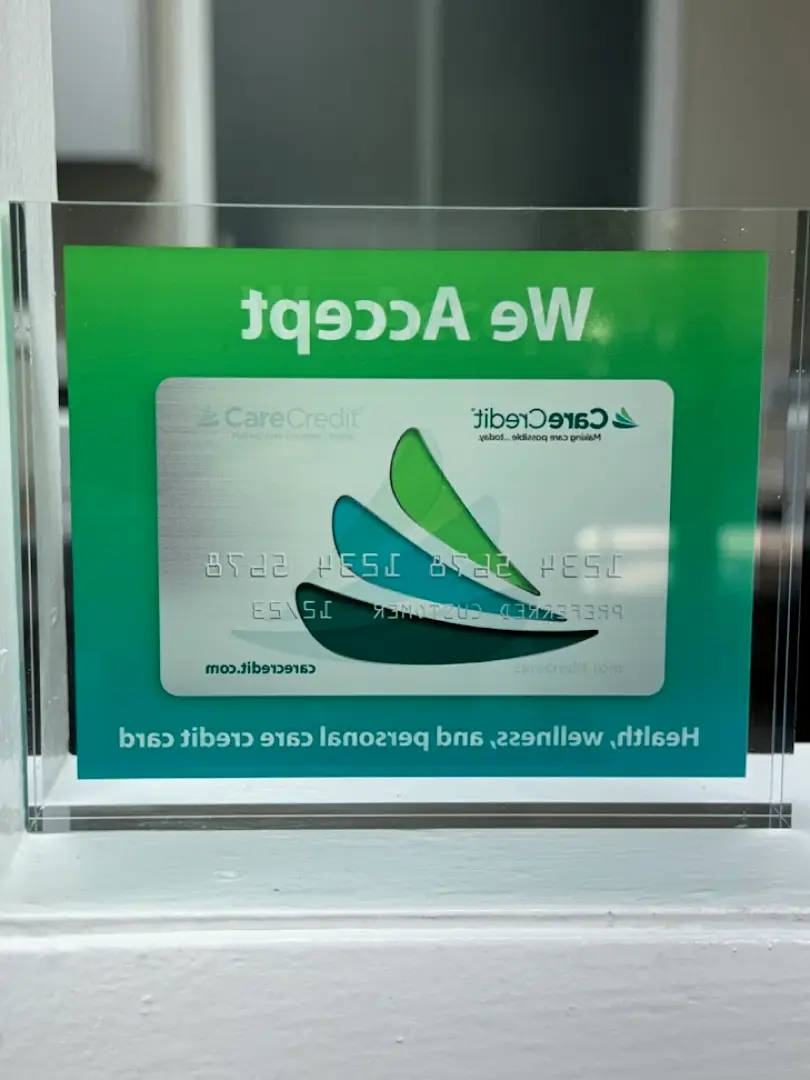 We Accept
CareCredit®
Making care possible...today.
CareCredit
1234 5678 1234 5678
PREFERRED CUSTOMER 12/23
carecredit.com
Health, wellness, and personal care credit card